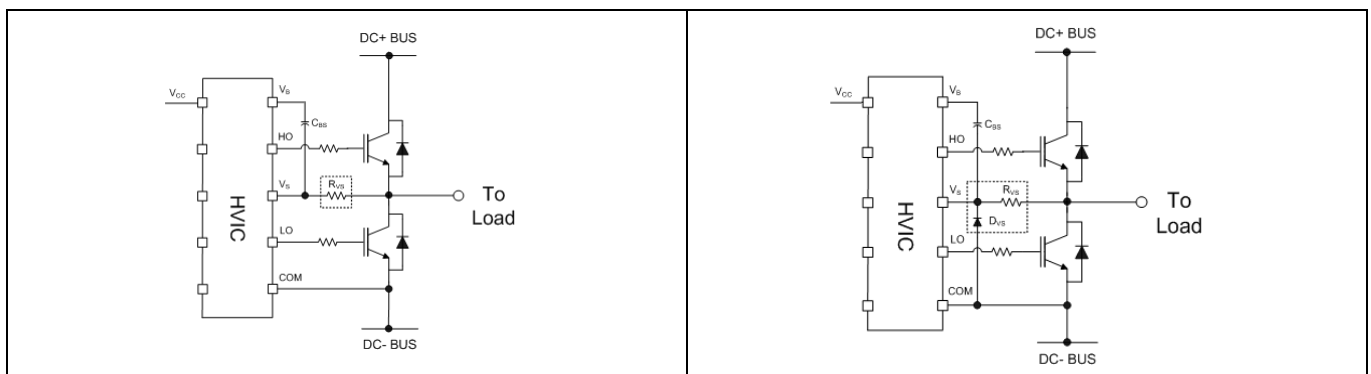 DC+ BUS
VCC
VB
CBS
HO
VS
RVS
To
Load
HVIC
LO
COM
DC- BUS
DC+ BUS
VCC
VB
CBS
HO
VS
RVS
To
Load
DVS
HVIC
LO
COM
DC- BUS